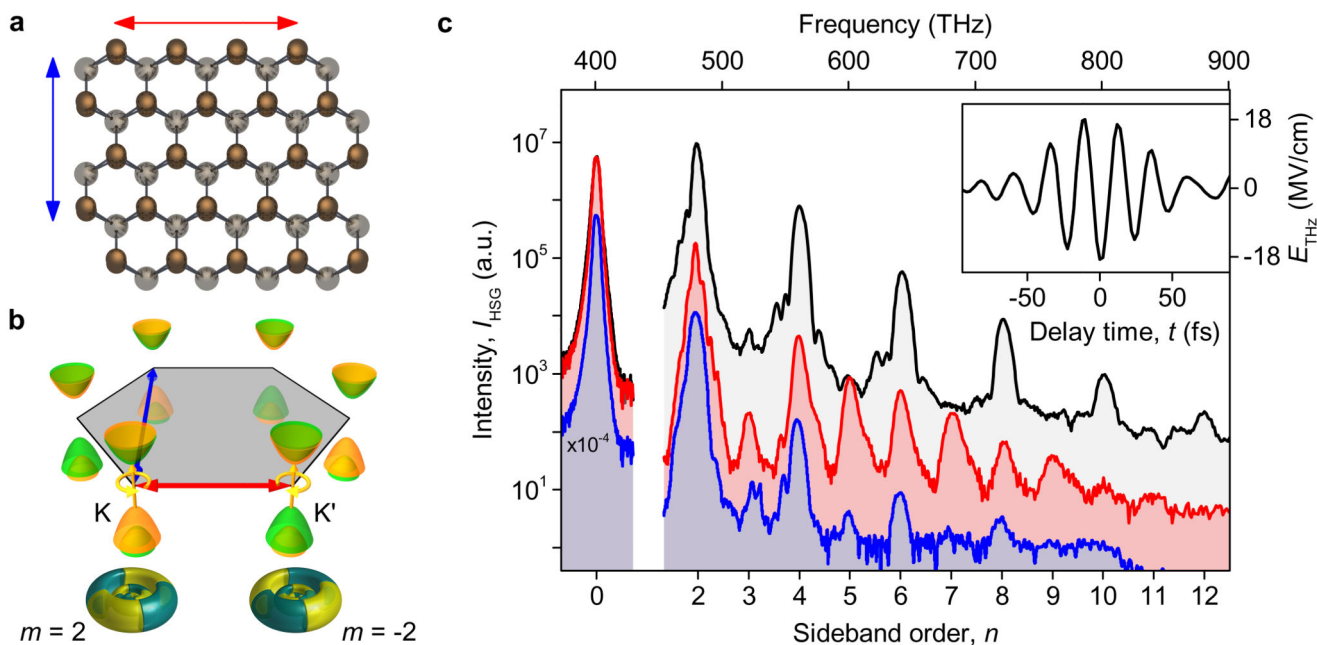 a
b
K
K'
m = 2
m = -2
c
Frequency (THz)
400 500 600 700 800 900
Intensity, I_HSG (a.u.)
10^7
10^5
10^3
10^1
x10^-4
0 2 3 4 5 6 7 8 9 10 11 12
Sideband order, n
18
0
-18
E_THz (MV/cm)
-50 0 50
Delay time, t (fs)